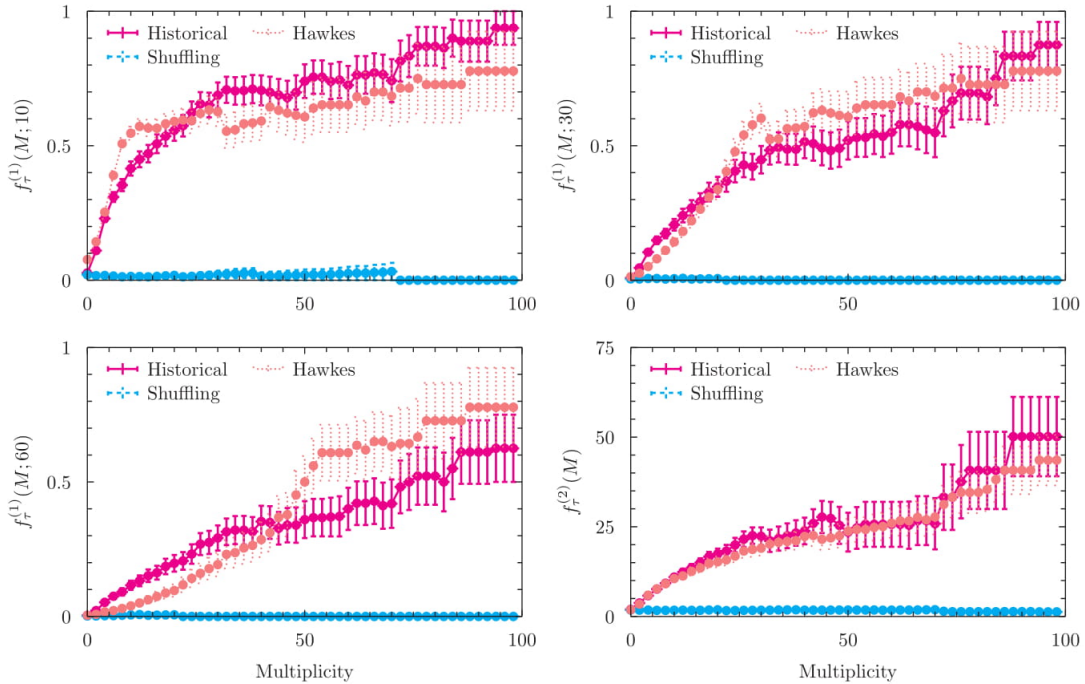 1
Historical
Hawkes
Shuffling
0.5
0
0
50
100
f_τ^(1)(M; 10)
1
Historical
Hawkes
Shuffling
0.5
0
0
50
100
f_τ^(1)(M; 30)
1
Historical
Hawkes
Shuffling
0.5
0
0
50
100
f_τ^(1)(M; 60)
Multiplicity
75
Historical
Hawkes
Shuffling
50
25
0
0
50
100
f_τ^(2)(M)
Multiplicity